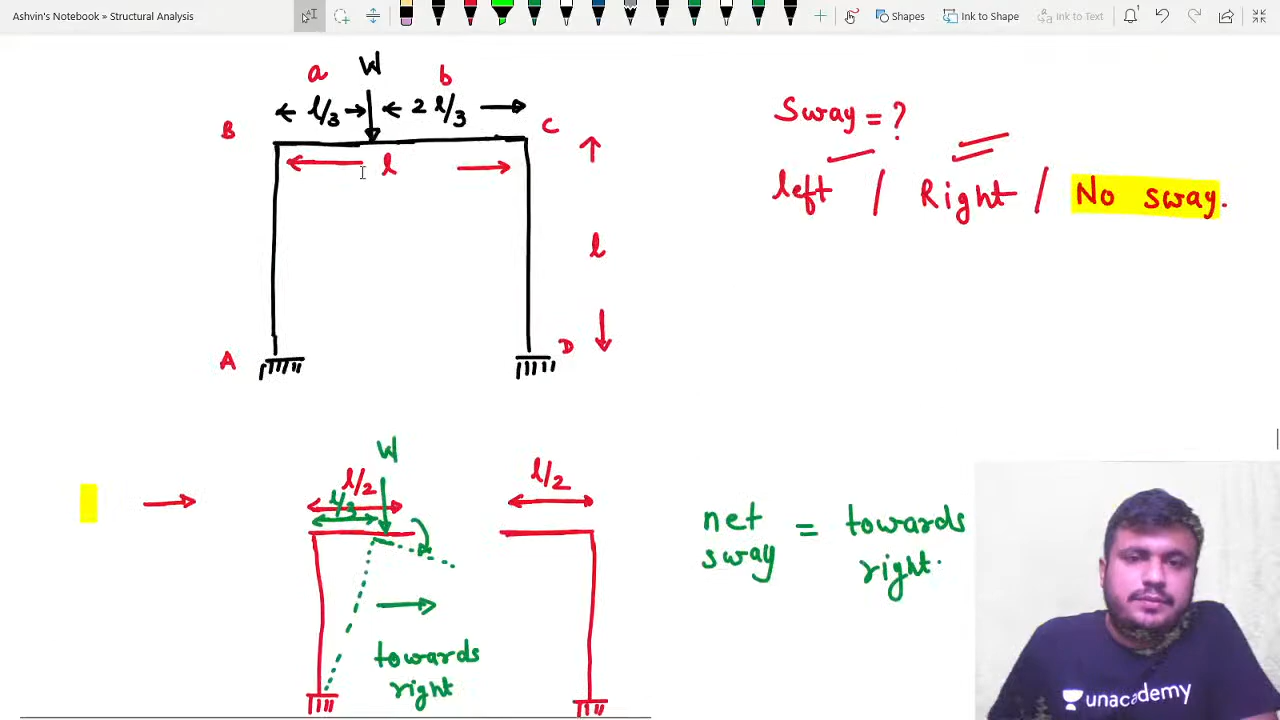 Ashvin's Notebook » Structural Analysis
Shapes
Ink to Shape
Ink to Text
a
W
b
l/3
2 l/3
B
C
l
l
A
D
Sway = ?
left / Right / No sway.
W
l/2
l/3
l/2
towards
right
net
sway
=
towards
right.
unacademy